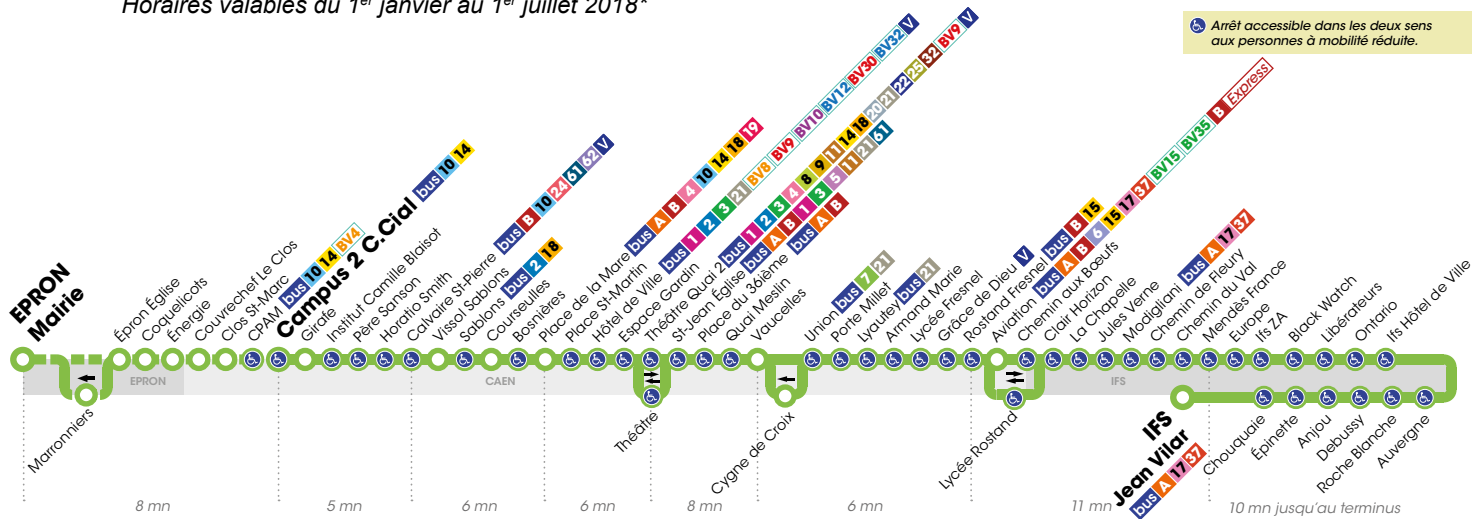 Horaires valables du 1er janvier au 1er juillet 2018*
Arrêt accessible dans les deux sens
aux personnes à mobilité réduite.
EPRON
Mairie
Marronniers
Épron Église
Coquelicots
Énergie
Couvrechef Le Clos
Clos St-Marc
CPAM bus 10 14 BV4
Campus 2 C.Cial bus 10 14
Girafe
Institut Camille Blaisot
Père Sanson
Horatio Smith
Calvaire St-Pierre bus B 10 24 61 62 V
Vissol Sablons
Sablons bus 2 18
Courseulles
Bosnières
Place de la Mare bus A B 4 10 14 18 19
Place St-Martin
Hôtel de Ville bus 1 2 3 21 BV8 BV9 BV10 BV12 BV30 BV32 V
Espace Gardin
Théâtre Quai 2 bus 1 2 3 4 8 9 11 14 18 20 21 22 25 32 BV9 V
Théâtre
St-Jean Eglise bus A B 1 3 5 11 21 61
Place du 36ième bus A B
Quai Meslin
Vaucelles
Cygne de Croix
Union bus 7 21
Porte Millet
Lyautey bus 21
Armand Marie
Lycée Fresnel
Grâce de Dieu V
Rostand Fresnel bus B 15
Aviation bus A B 6 15 17 37 BV15 BV35 B Express
Lycée Rostand
Chemin aux Bœufs
Clair Horizon
La Chapelle
Jules Verne
Modigliani bus A 17 37
Chemin de Fleury
Chemin du Val
Mendès France
Europe
Ifs ZA
Black Watch
Libérateurs
Ontario
Ifs Hôtel de Ville
EPRON
CAEN
IFS
IFS
Jean Vilar
bus A 17 37
Chouquaie
Épinette
Anjou
Debussy
Roche Blanche
Auvergne
8 mn
5 mn
6 mn
6 mn
8 mn
6 mn
11 mn
10 mn jusqu'au terminus